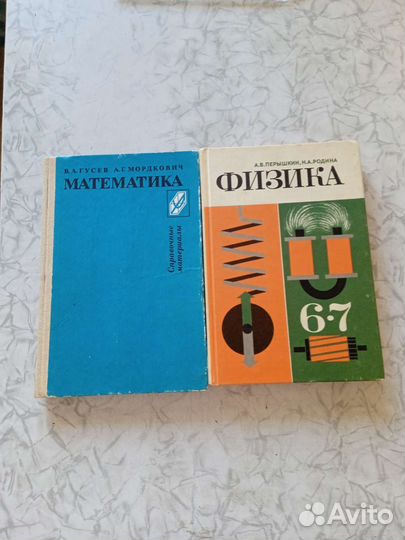 В.А.ГУСЕВ А.Г.МОРДКОВИЧ
МАТЕМАТИКА
Справочные
материалы
А.В.ПЕРЫШКИН, Н.А.РОДИНА
ФИЗИКА
6·7
Avito